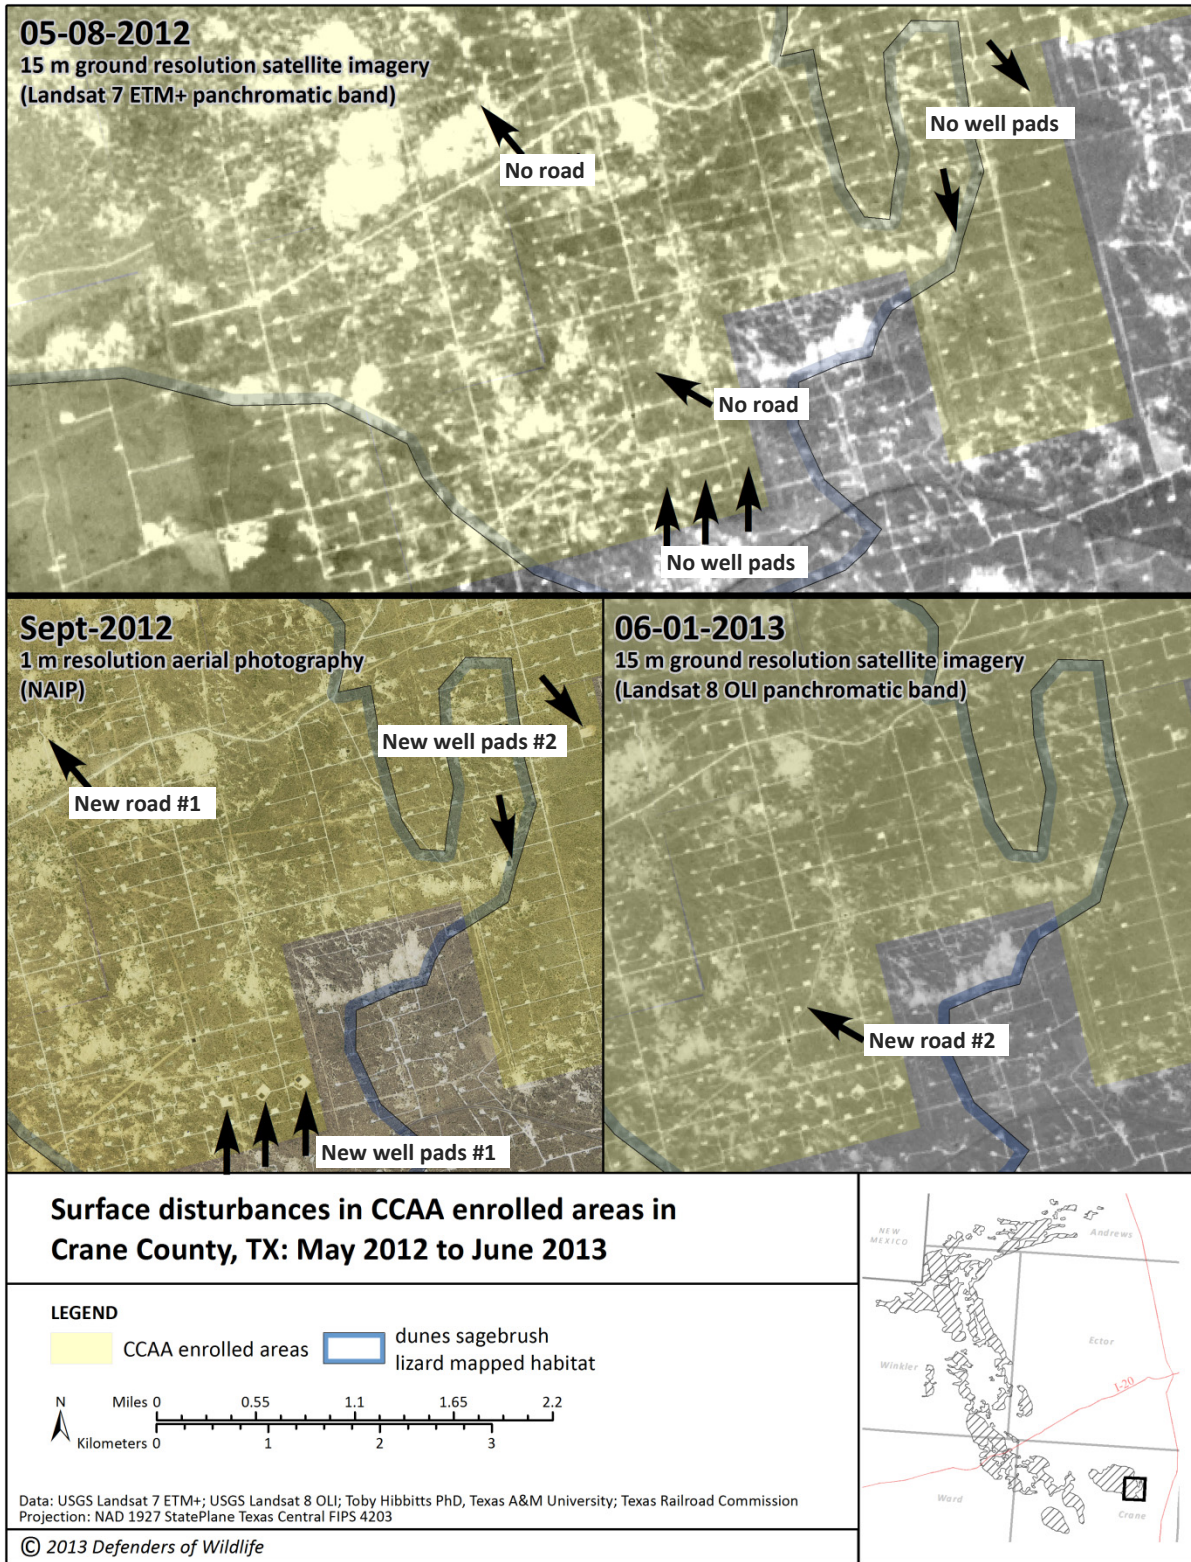 05-08-2012
15 m ground resolution satellite imagery
(Landsat 7 ETM+ panchromatic band)
No well pads
No road
No road
No well pads
Sept-2012
1 m resolution aerial photography
(NAIP)
New well pads #2
New road #1
New well pads #1
06-01-2013
15 m ground resolution satellite imagery
(Landsat 8 OLI panchromatic band)
New road #2
Surface disturbances in CCAA enrolled areas in
Crane County, TX: May 2012 to June 2013
LEGEND
CCAA enrolled areas
dunes sagebrush
lizard mapped habitat
N
Miles 0 0.55 1.1 1.65 2.2
Kilometers 0 1 2 3
Data: USGS Landsat 7 ETM+; USGS Landsat 8 OLI; Toby Hibbitts PhD, Texas A&M University; Texas Railroad Commission
Projection: NAD 1927 StatePlane Texas Central FIPS 4203
© 2013 Defenders of Wildlife
NEW
MEXICO
Andrews
Ector
Winkler
I-20
Ward
Crane